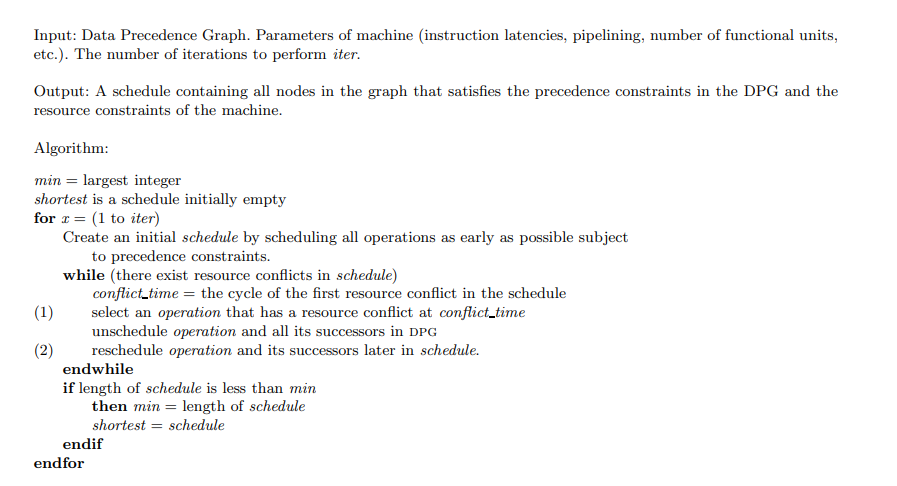 Input: Data Precedence Graph. Parameters of machine (instruction latencies, pipelining, number of functional units,
etc.). The number of iterations to perform iter.
Output: A schedule containing all nodes in the graph that satisfies the precedence constraints in the DPG and the
resource constraints of the machine.
Algorithm:
min = largest integer
shortest is a schedule initially empty
for x = (1 to iter)
Create an initial schedule by scheduling all operations as early as possible subject
to precedence constraints.
while (there exist resource conflicts in schedule)
conflict_time = the cycle of the first resource conflict in the schedule
(1) select an operation that has a resource conflict at conflict_time
unschedule operation and all its successors in DPG
(2) reschedule operation and its successors later in schedule.
endwhile
if length of schedule is less than min
then min = length of schedule
shortest = schedule
endif
endfor